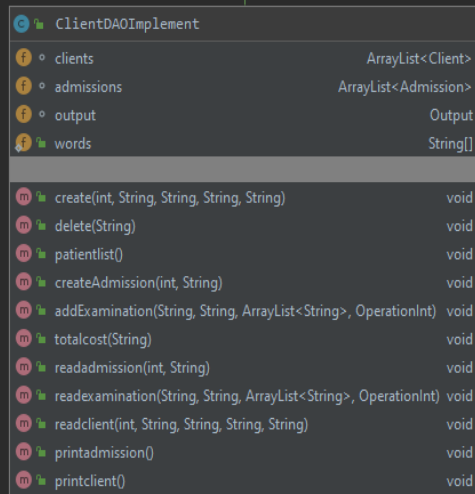 C ClientDAOImplement
f clients ArrayList<Client>
f admissions ArrayList<Admission>
f output Output
f words String[]
m create(int, String, String, String, String) void
m delete(String) void
m patientlist() void
m createAdmission(int, String) void
m addExamination(String, String, ArrayList<String>, OperationInt) void
m totalcost(String) void
m readadmission(int, String) void
m readexamination(String, String, ArrayList<String>, OperationInt) void
m readclient(int, String, String, String, String) void
m printadmission() void
m printclient() void